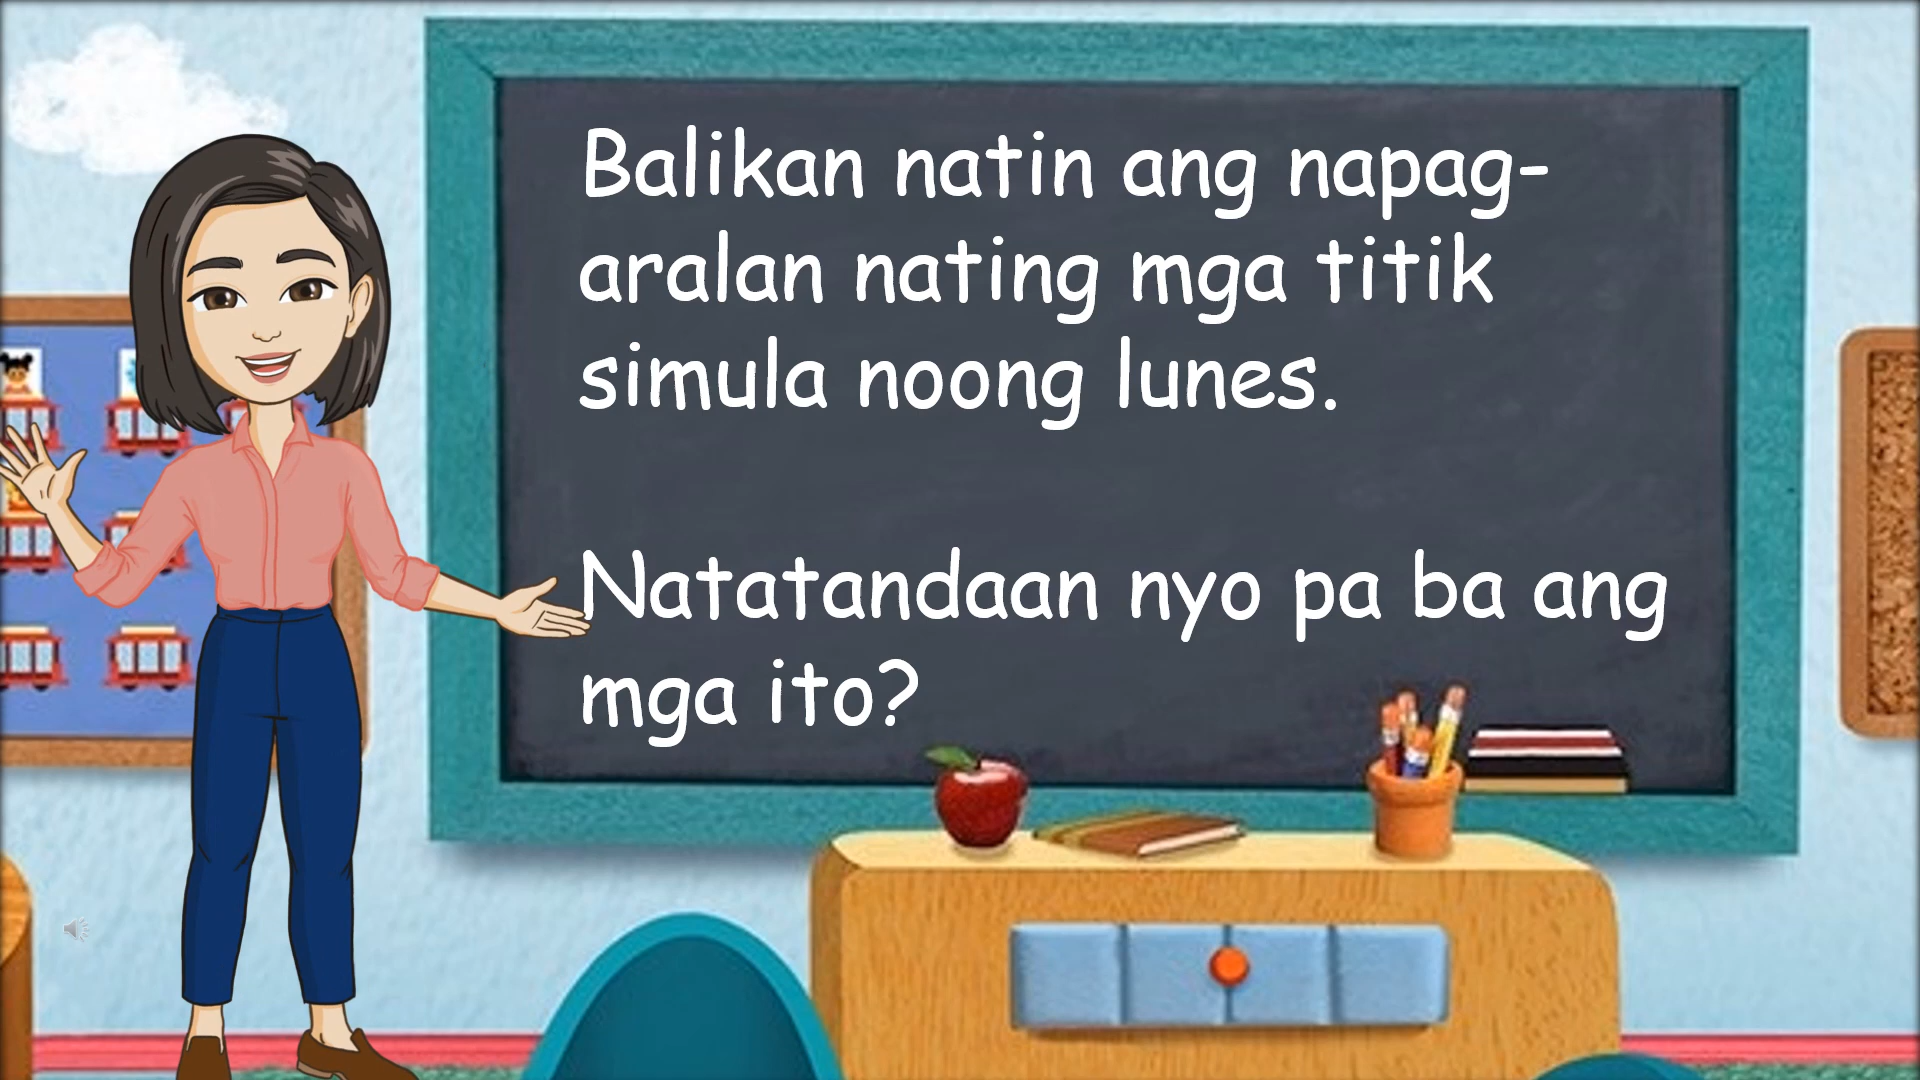 Balikan natin ang napag-
aralan nating mga titik
simula noong lunes.
Natatandaan nyo pa ba ang
mga ito?